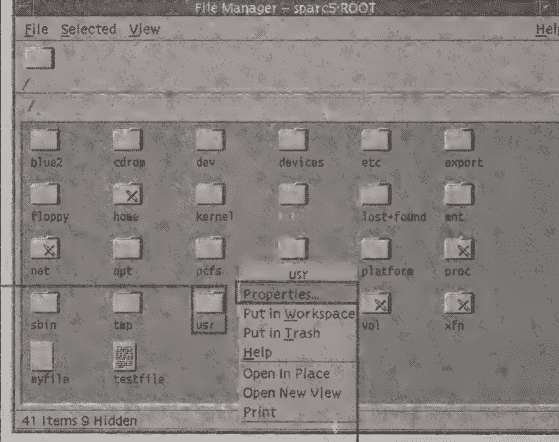 File Manager - sparc5:ROOT
File Selected View Help
/
/
blue2 cdrom dev devices etc export
floppy home kernel lost+found mnt
net opt pcfs platform proc
sbin tmp usr vol xfn
myfile testfile
usr
Properties...
Put in Workspace
Put in Trash
Help
Open In Place
Open New View
Print
41 Items 9 Hidden